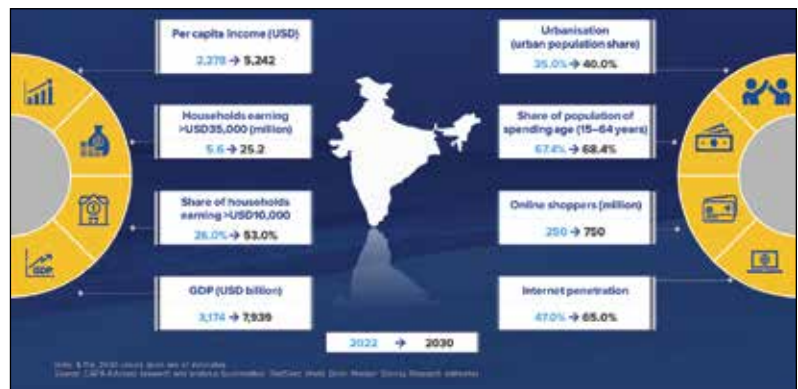 Per capita income (USD)
2,278 → 5,242
Households earning
>USD35,000 (million)
5.6 → 25.2
Share of households
earning >USD10,000
26.0% → 53.0%
GDP
GDP (USD billion)
3,174 → 7,939
Urbanisation
(urban population share)
35.0% → 40.0%
Share of population of
spending age (15–64 years)
67.4% → 68.4%
Online shoppers (million)
250 → 750
Internet penetration
47.0% → 65.0%
2022 → 2030